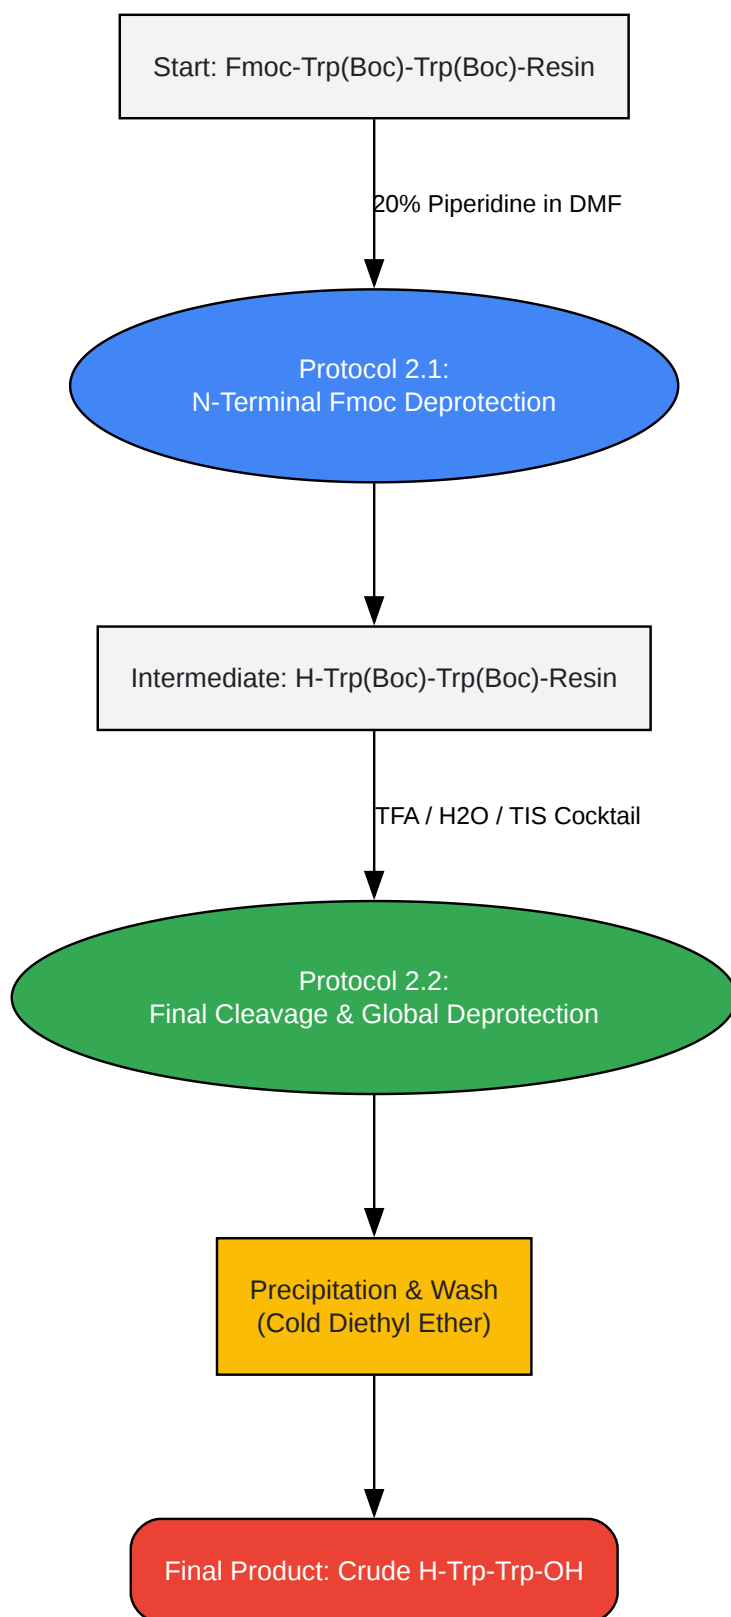 Start: Fmoc-Trp(Boc)-Trp(Boc)-Resin
20% Piperidine in DMF
Protocol 2.1:
N-Terminal Fmoc Deprotection
Intermediate: H-Trp(Boc)-Trp(Boc)-Resin
TFA / H2O / TIS Cocktail
Protocol 2.2:
Final Cleavage & Global Deprotection
Precipitation & Wash
(Cold Diethyl Ether)
Final Product: Crude H-Trp-Trp-OH